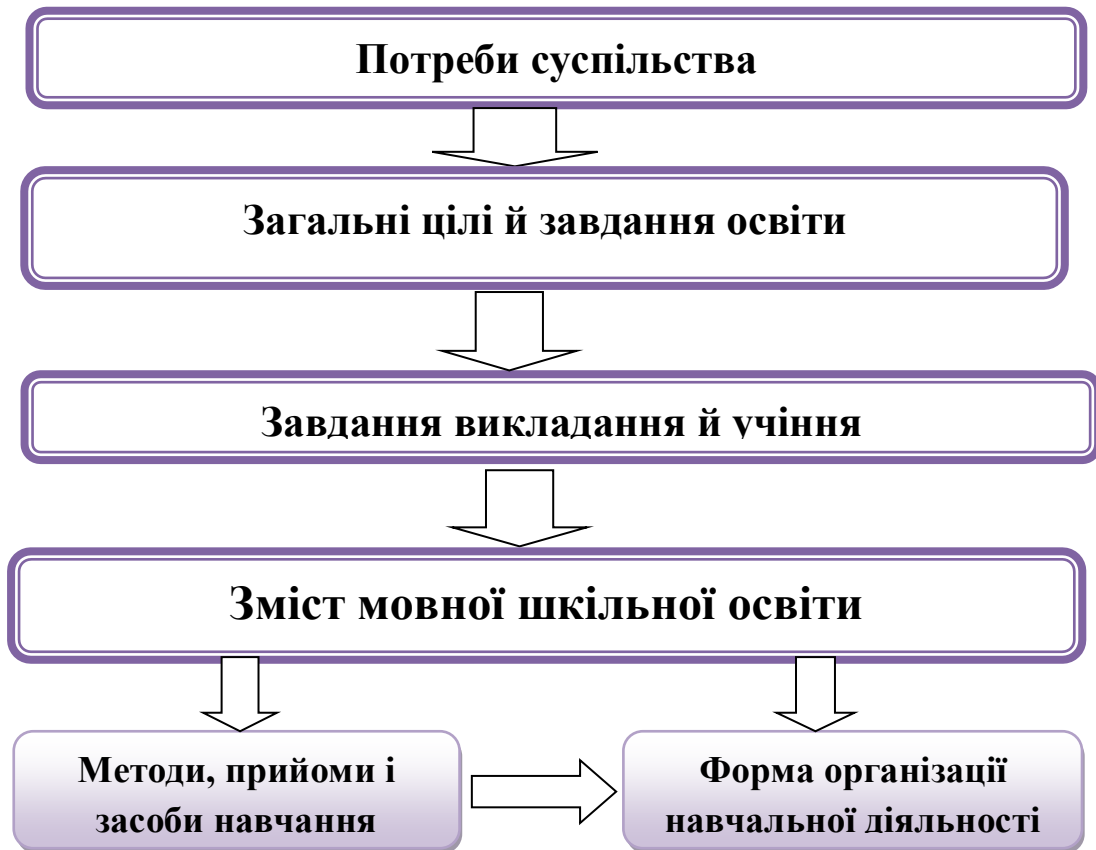 Потреби суспільства
Загальні цілі й завдання освіти
Завдання викладання й учіння
Зміст мовної шкільної освіти
Методи, прийоми і
засоби навчання
Форма організації
навчальної діяльності